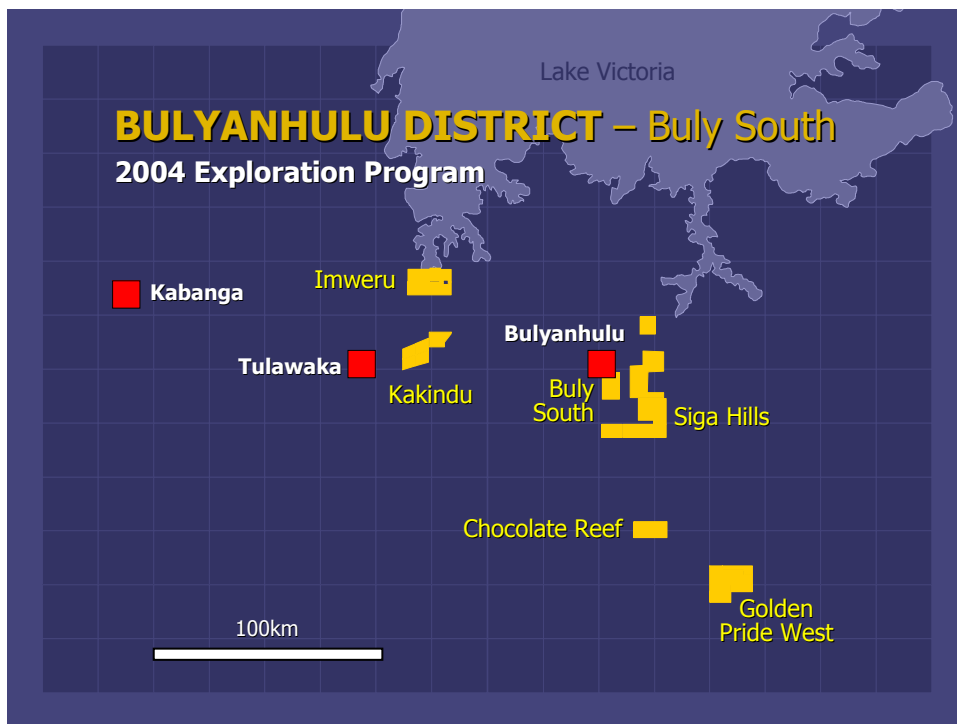 Lake Victoria
BULYANHULU DISTRICT – Buly South
2004 Exploration Program
Imweru
Kabanga
Bulyanhulu
Tulawaka
Kakindu
Buly
South
Siga Hills
Chocolate Reef
Golden
Pride West
100km